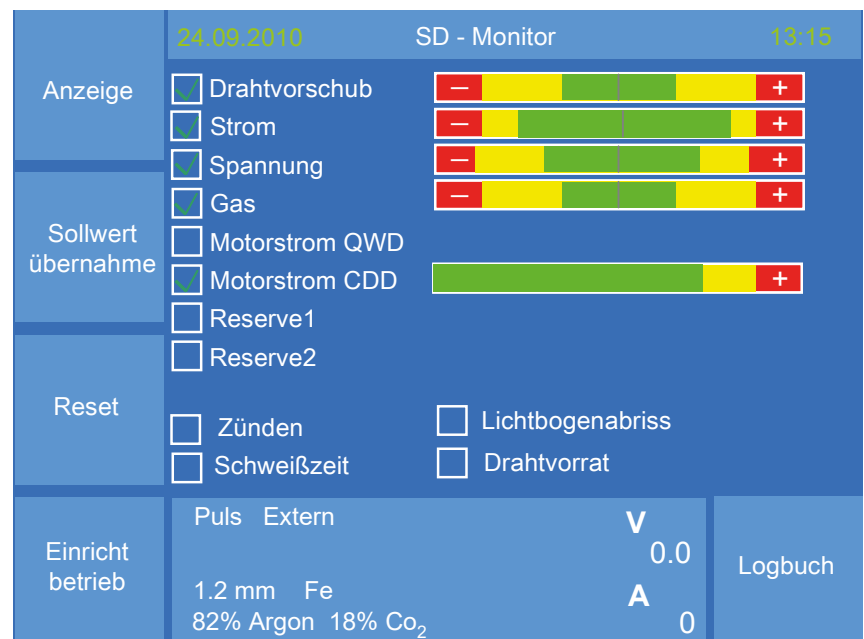 24.09.2010 SD - Monitor 13:15
Anzeige
Sollwert
übernahme
Reset
Einricht
betrieb
Drahtvorschub – +
Strom – +
Spannung – +
Gas – +
Motorstrom QWD
Motorstrom CDD +
Reserve1
Reserve2
Zünden
Schweißzeit
Lichtbogenabriss
Drahtvorrat
Puls Extern
1.2 mm Fe
82% Argon 18% Co₂
V
0.0
A
0
Logbuch